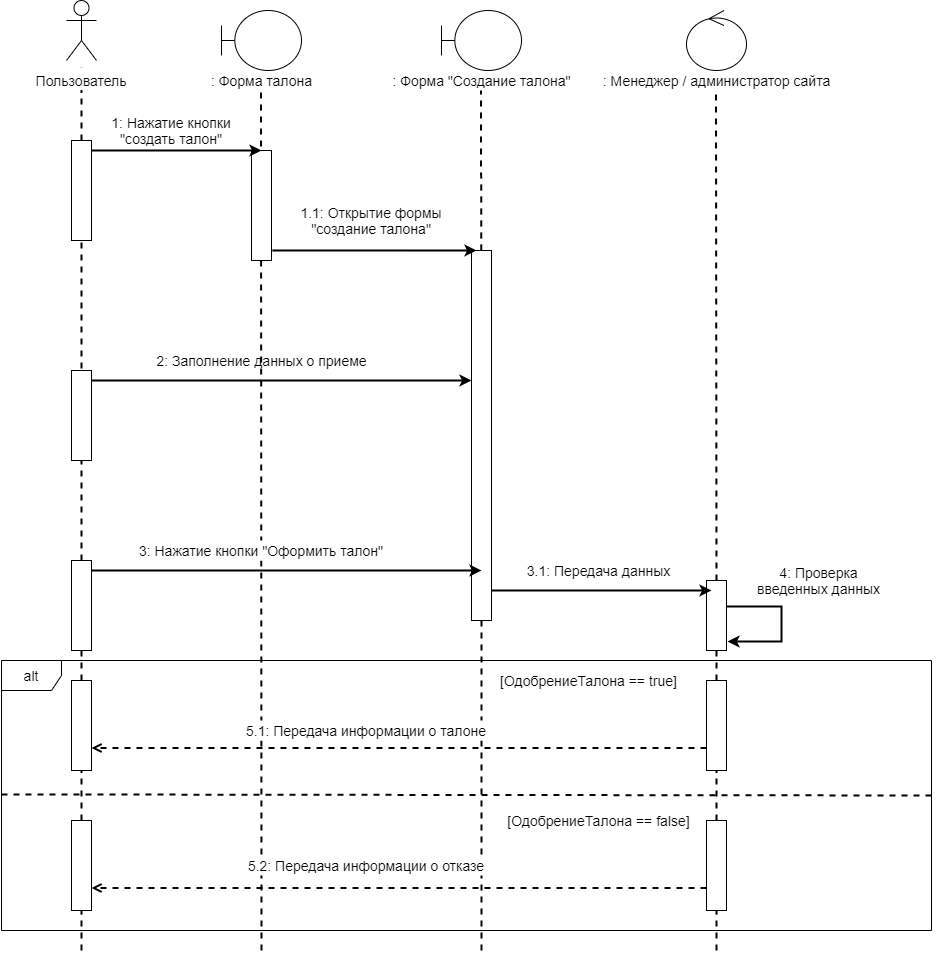 Пользователь
: Форма талона
: Форма "Создание талона"
: Менеджер / администратор сайта
1: Нажатие кнопки
"создать талон"
1.1: Открытие формы
"создание талона"
2: Заполнение данных о приеме
3: Нажатие кнопки "Оформить талон"
3.1: Передача данных
4: Проверка
введенных данных
alt
[ОдобрениеТалона == true]
5.1: Передача информации о талоне
[ОдобрениеТалона == false]
5.2: Передача информации о отказе